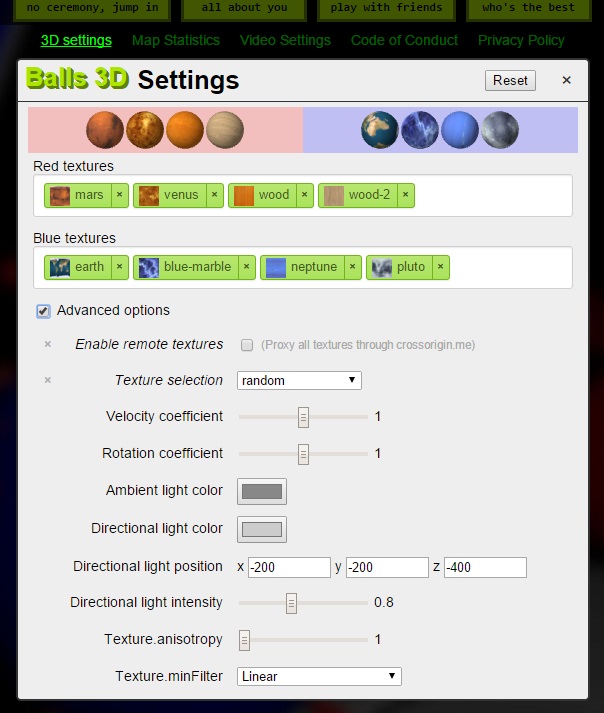 no ceremony, jump in all about you play with friends who's the best
3D settings Map Statistics Video Settings Code of Conduct Privacy Policy
Balls 3D Settings Reset ×
Red textures
mars × venus × wood × wood-2 ×
Blue textures
earth × blue-marble × neptune × pluto ×
Advanced options
× Enable remote textures (Proxy all textures through crossorigin.me)
× Texture selection random
Velocity coefficient 1
Rotation coefficient 1
Ambient light color
Directional light color
Directional light position x -200 y -200 z -400
Directional light intensity 0.8
Texture.anisotropy 1
Texture.minFilter Linear